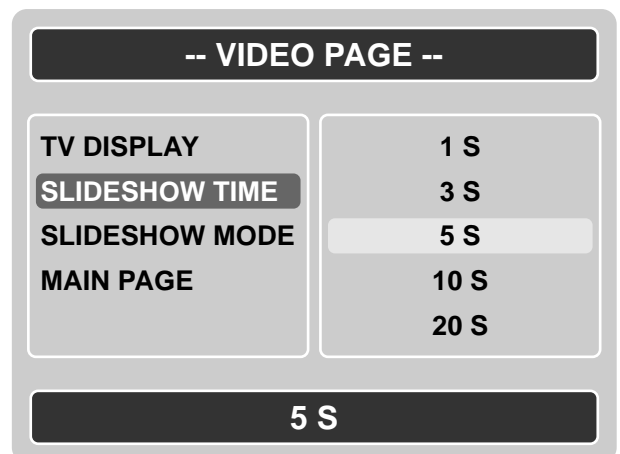 -- VIDEO PAGE --
TV DISPLAY
SLIDESHOW TIME
SLIDESHOW MODE
MAIN PAGE
1 S
3 S
5 S
10 S
20 S
5 S